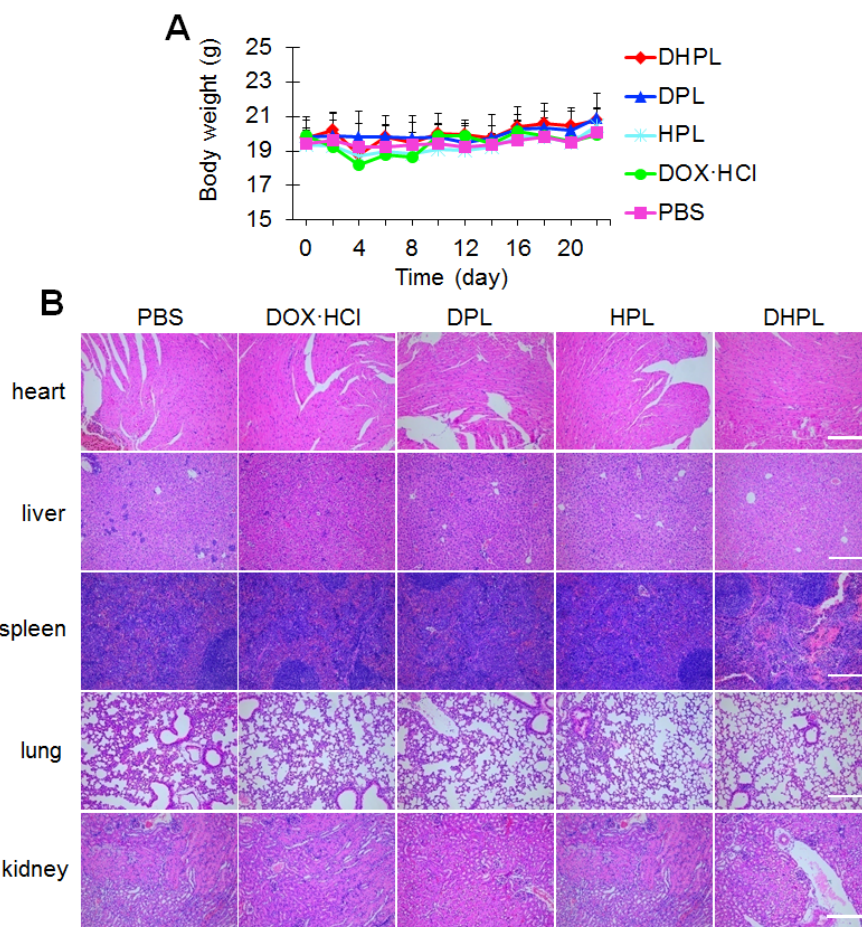 A
Body weight (g)
25
23
21
19
17
15
0 4 8 12 16 20
Time (day)
DHPL
DPL
HPL
DOX·HCl
PBS
B
PBS DOX·HCl DPL HPL DHPL
heart
liver
spleen
lung
kidney